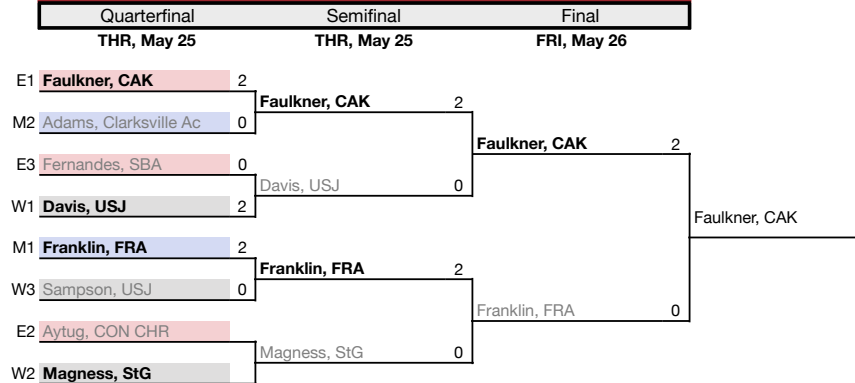 Quarterfinal Semifinal Final
THR, May 25 THR, May 25 FRI, May 26
E1 Faulkner, CAK 2
Faulkner, CAK 2
M2 Adams, Clarksville Ac 0
Faulkner, CAK 2
E3 Fernandes, SBA 0
Davis, USJ 0
W1 Davis, USJ 2
Faulkner, CAK
M1 Franklin, FRA 2
Franklin, FRA 2
W3 Sampson, USJ 0
Franklin, FRA 0
E2 Aytug, CON CHR
Magness, StG 0
W2 Magness, StG